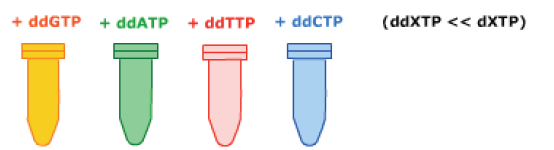 + ddGTP + ddATP + ddTTP + ddCTP (ddXTP << dXTP)